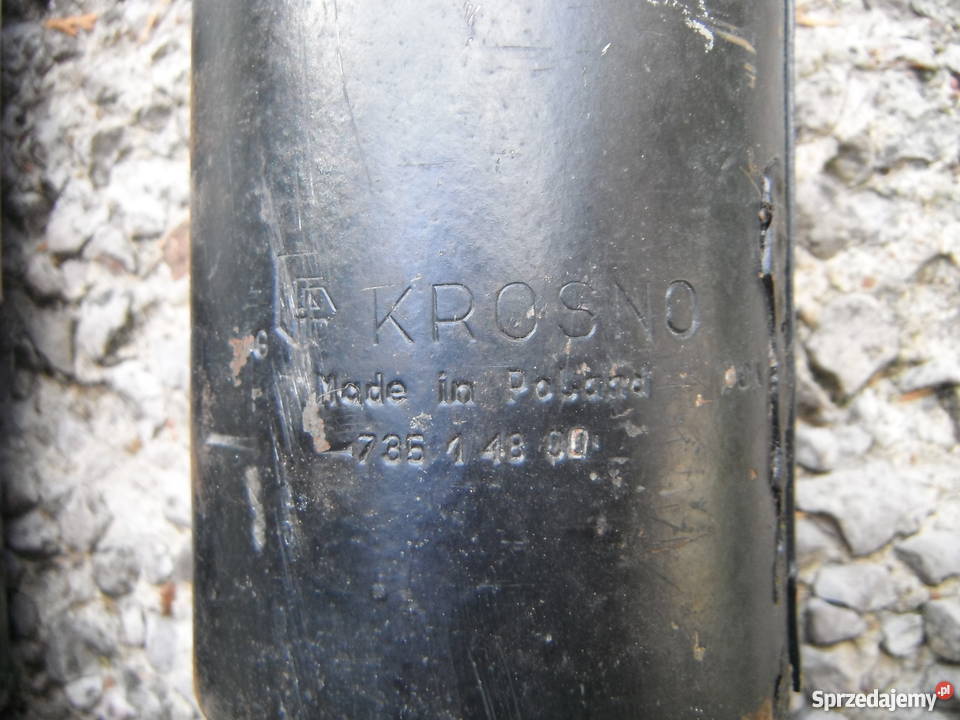 KROSNO
Made in Poland
735 1 48 00
Sprzedajemy.pl